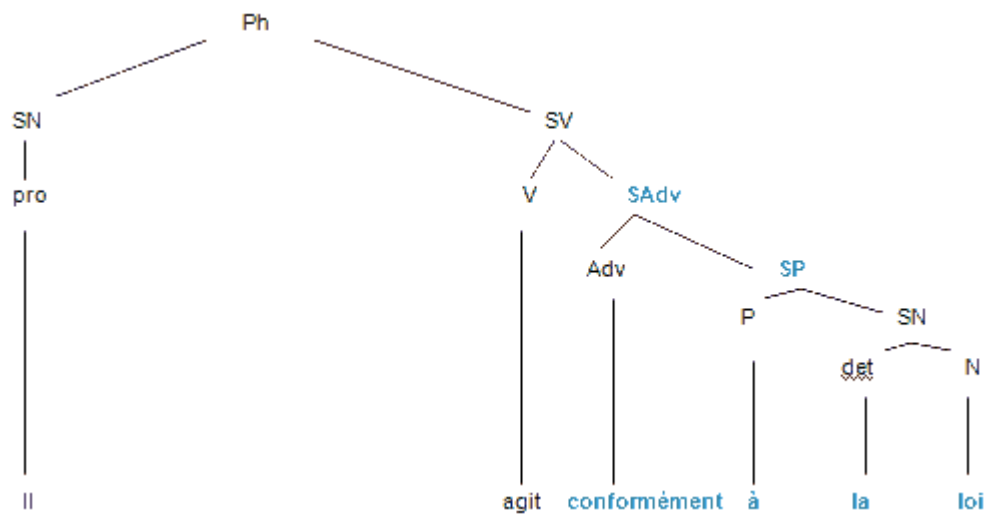 Ph
SN SV
pro V SAdv
Adv SP
P SN
det N
Il agit conformément à la loi